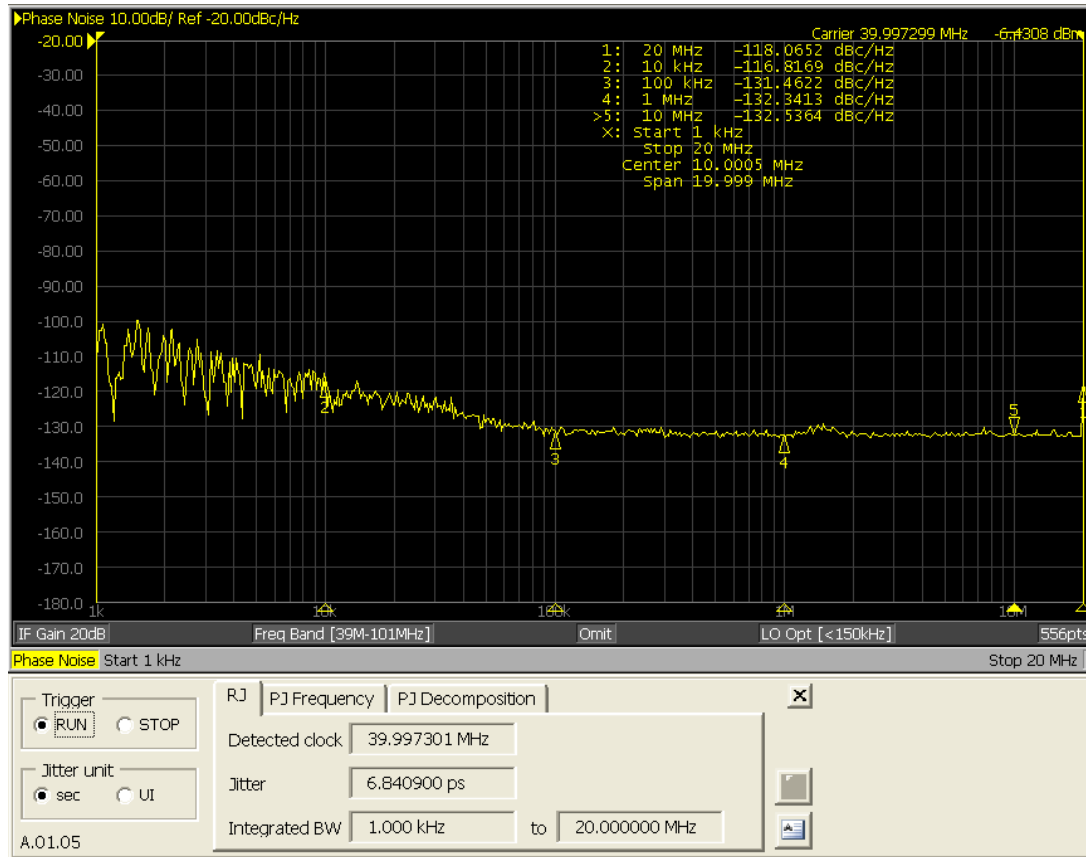 Phase Noise 10.00dB/ Ref -20.00dBc/Hz
Carrier 39.997299 MHz -6.4308 dBm
-20.00
-30.00
-40.00
-50.00
-60.00
-70.00
-80.00
-90.00
-100.0
-110.0
-120.0
-130.0
-140.0
-150.0
-160.0
-170.0
-180.0
1: 20 MHz -118.0652 dBc/Hz
2: 10 kHz -116.8169 dBc/Hz
3: 100 kHz -131.4622 dBc/Hz
4: 1 MHz -132.3413 dBc/Hz
>5: 10 MHz -132.5364 dBc/Hz
X: Start 1 kHz
Stop 20 MHz
Center 10.0005 MHz
Span 19.999 MHz
2
3
4
5
1k 10k 100k 1M 10M
IF Gain 20dB Freq Band [39M-101MHz] Omit LO Opt [<150kHz] 556pts
Phase Noise Start 1 kHz Stop 20 MHz
Trigger
RUN STOP
Jitter unit
sec UI
A.01.05
RJ PJ Frequency PJ Decomposition
Detected clock 39.997301 MHz
Jitter 6.840900 ps
Integrated BW 1.000 kHz to 20.000000 MHz